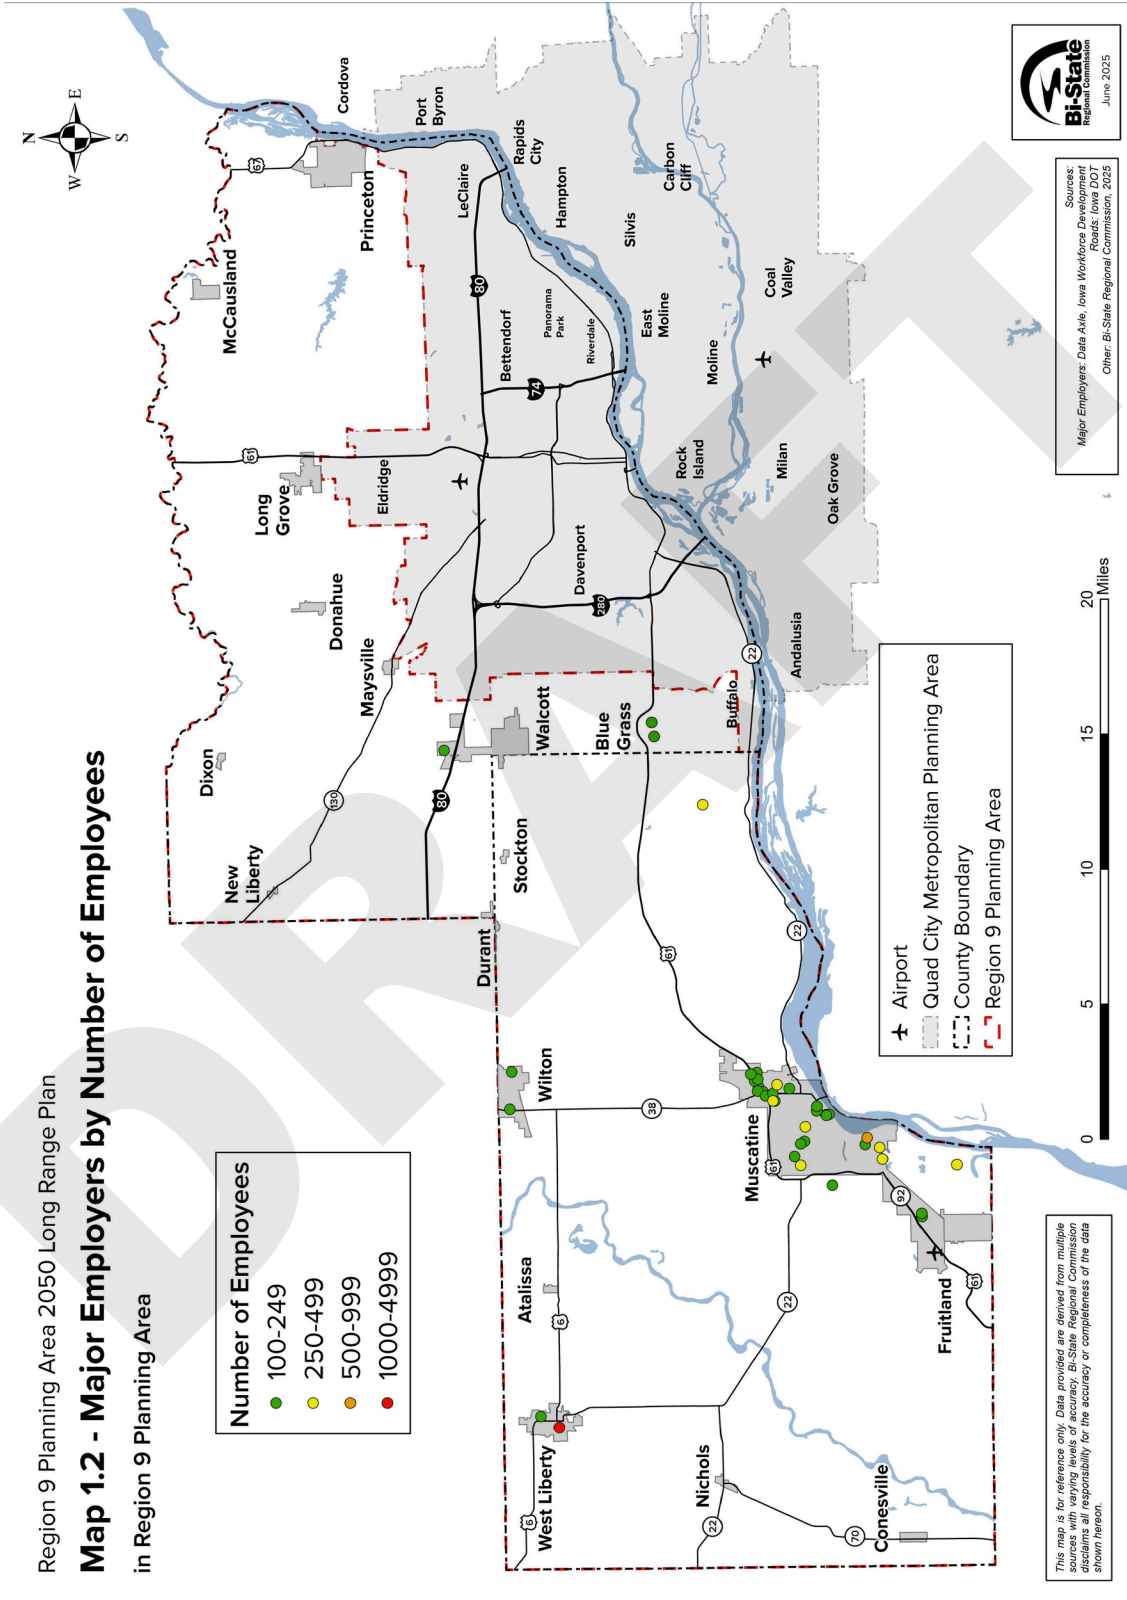 Region 9 Planning Area 2050 Long Range Plan
Map 1.2 - Major Employers by Number of Employees
in Region 9 Planning Area
N
W
E
S
Number of Employees
100-249
250-499
500-999
1000-4999
DRAFT
Cordova
Port
Byron
Princeton
McCausland
67
LeClaire
Rapids
City
Hampton
Silvis
Carbon
Cliff
Coal
Valley
80
Bettendorf
Panorama
Park
Riverdale
East
Moline
Moline
74
61
Long
Grove
Eldridge
Rock
Island
Milan
Oak Grove
Donahue
Davenport
280
Maysville
Andalusia
22
Dixon
Walcott
Blue
Grass
Buffalo
130
80
New
Liberty
Stockton
Durant
61
22
Wilton
38
Muscatine
61
92
Atalissa
6
22
Fruitland
61
West Liberty
6
Nichols
22
70
Conesville
Airport
Quad City Metropolitan Planning Area
County Boundary
Region 9 Planning Area
0
5
10
15
20
Miles
This map is for reference only. Data provided are derived from multiple
sources with varying levels of accuracy. Bi-State Regional Commission
disclaims all responsibility for the accuracy or completeness of the data
shown hereon.
Sources:
Major Employers: Data Axle, Iowa Workforce Development
Roads: Iowa DOT
Other: Bi-State Regional Commission, 2025
Bi-State
Regional Commission
June 2025